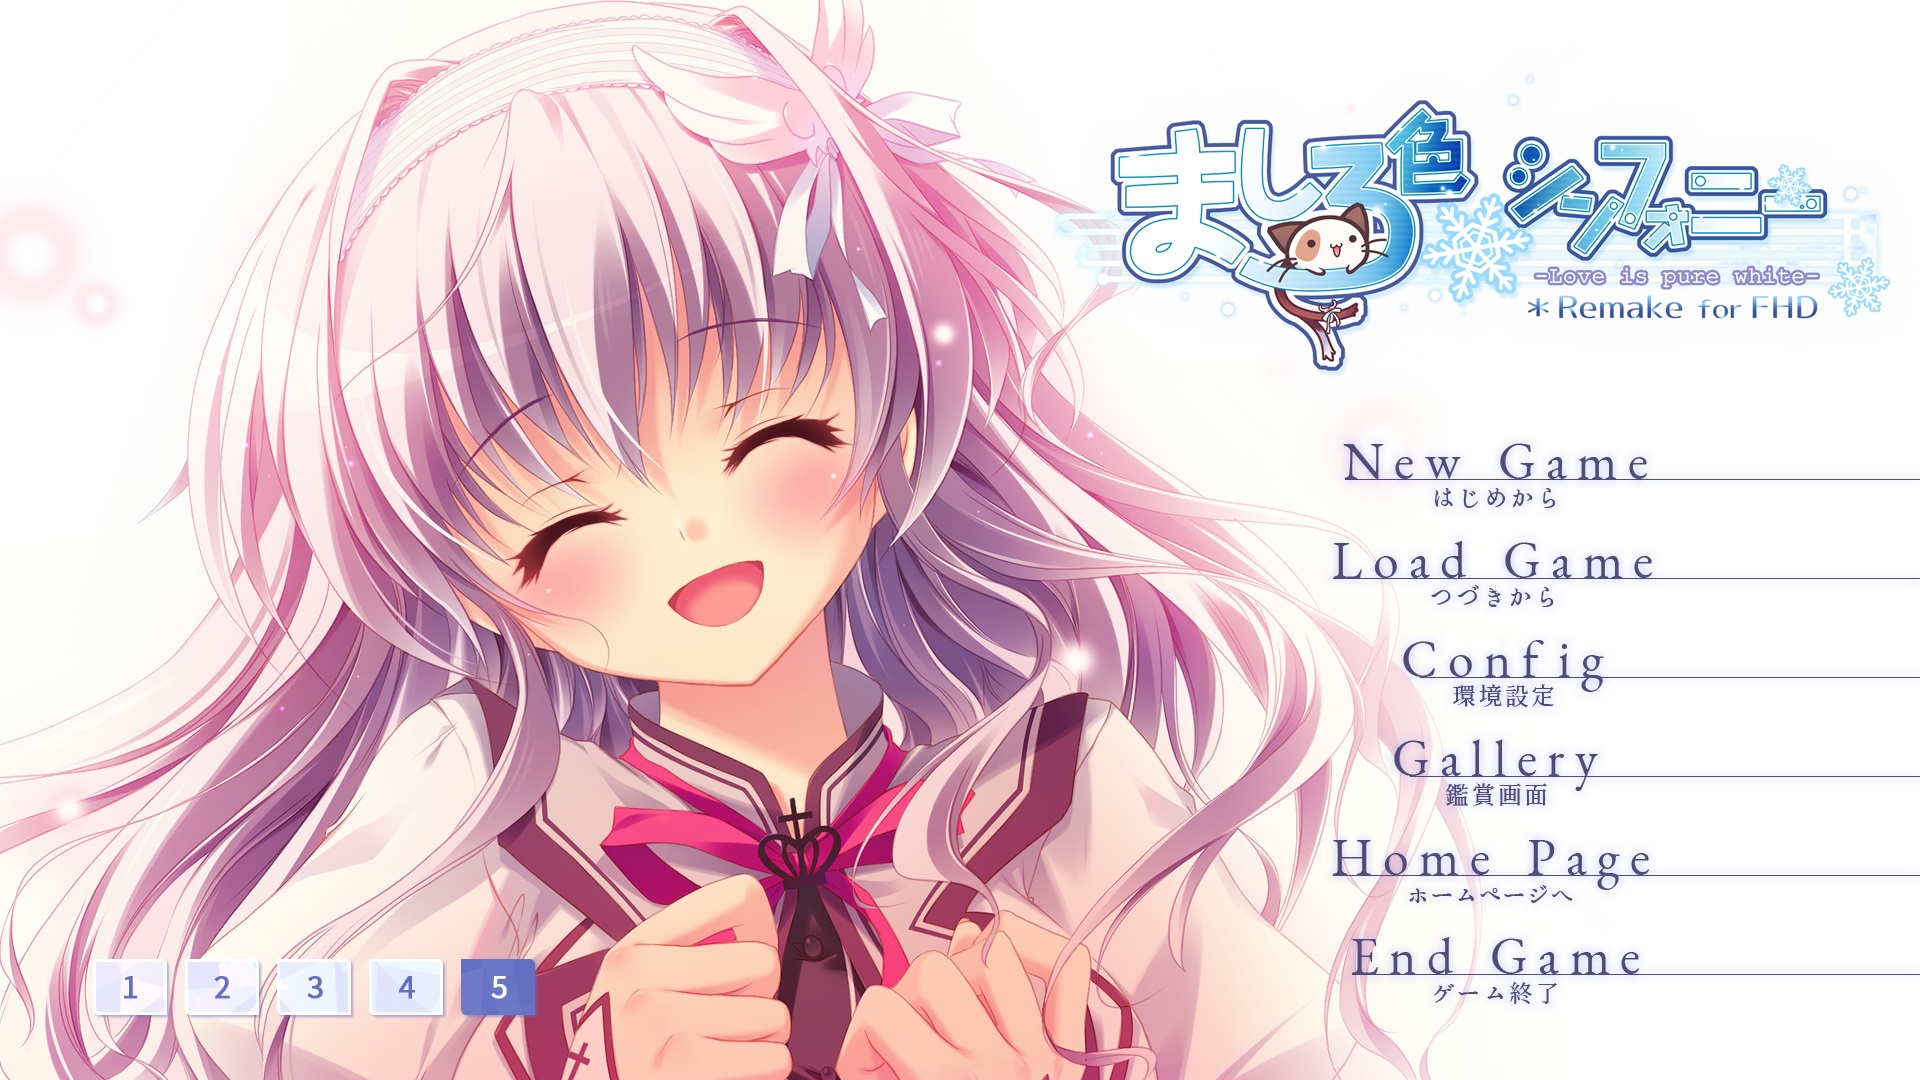 ましろ色シンフォニー
-Love is pure white-
＊Remake for FHD
New Game
はじめから
Load Game
つづきから
Config
環境設定
Gallery
鑑賞画面
Home Page
ホームページへ
End Game
ゲーム終了
1 2 3 4 5